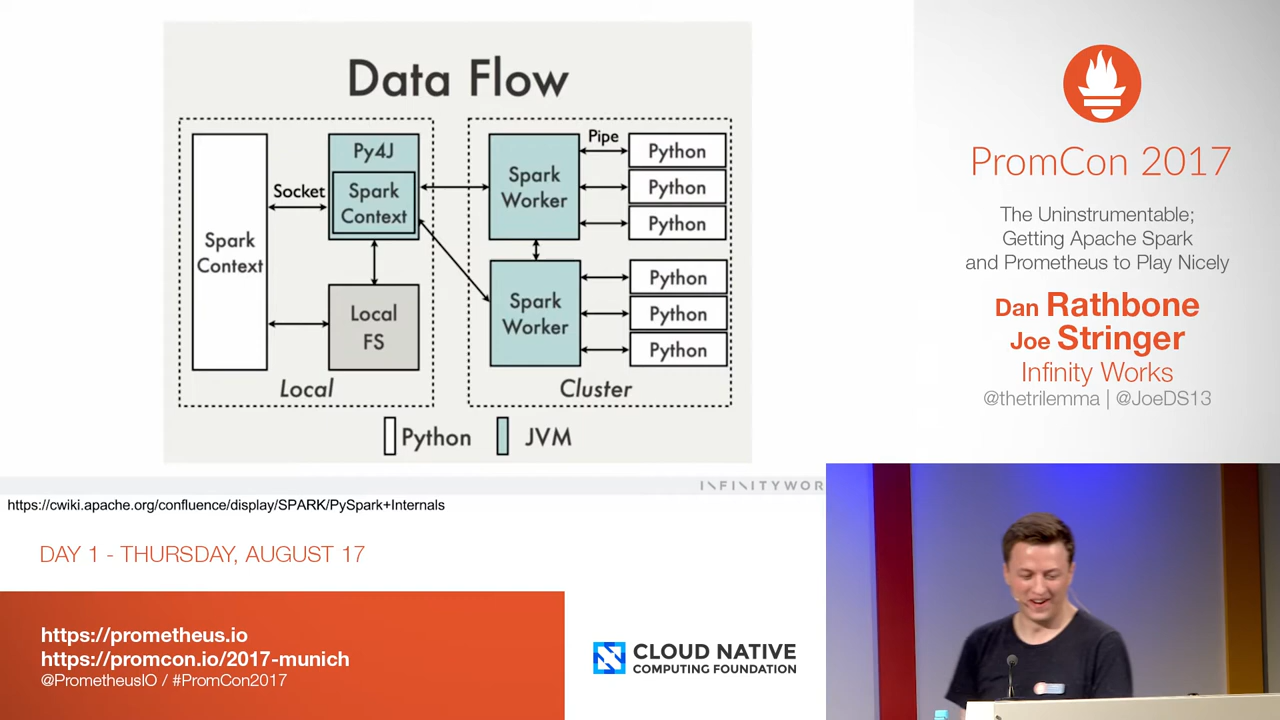 Data Flow
Spark
Context
Socket
Py4J
Spark
Context
Local
FS
Local
Spark
Worker
Spark
Worker
Pipe
Python
Python
Python
Python
Python
Python
Cluster
Python
JVM
INFINITYWOR
https://cwiki.apache.org/confluence/display/SPARK/PySpark+Internals
DAY 1 - THURSDAY, AUGUST 17
https://prometheus.io
https://promcon.io/2017-munich
@PrometheusIO / #PromCon2017
CLOUD NATIVE
COMPUTING FOUNDATION
PromCon 2017
The Uninstrumentable;
Getting Apache Spark
and Prometheus to Play Nicely
Dan Rathbone
Joe Stringer
Infinity Works
@thetrilemma | @JoeDS13